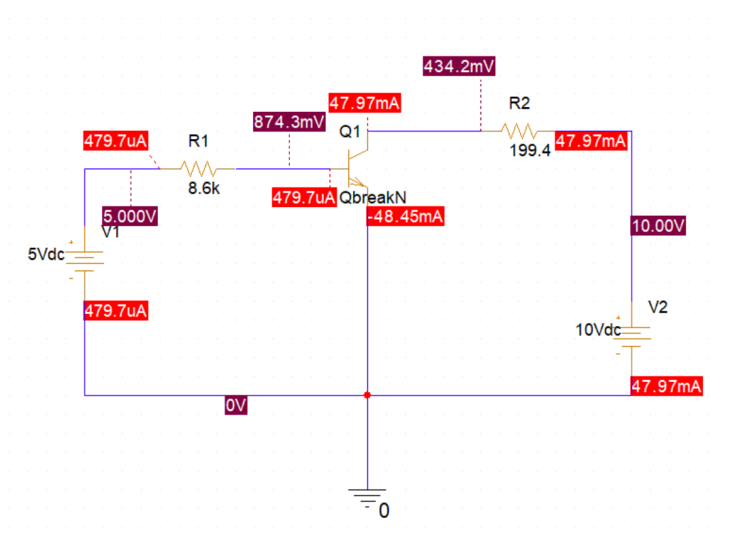 434.2mV
47.97mA
R2
874.3mV
Q1
479.7uA
R1
47.97mA
199.4
8.6k
479.7uA
QbreakN
5.000V
-48.45mA
V1
10.00V
+
5Vdc
-
479.7uA
V2
+
10Vdc
-
47.97mA
0V
0